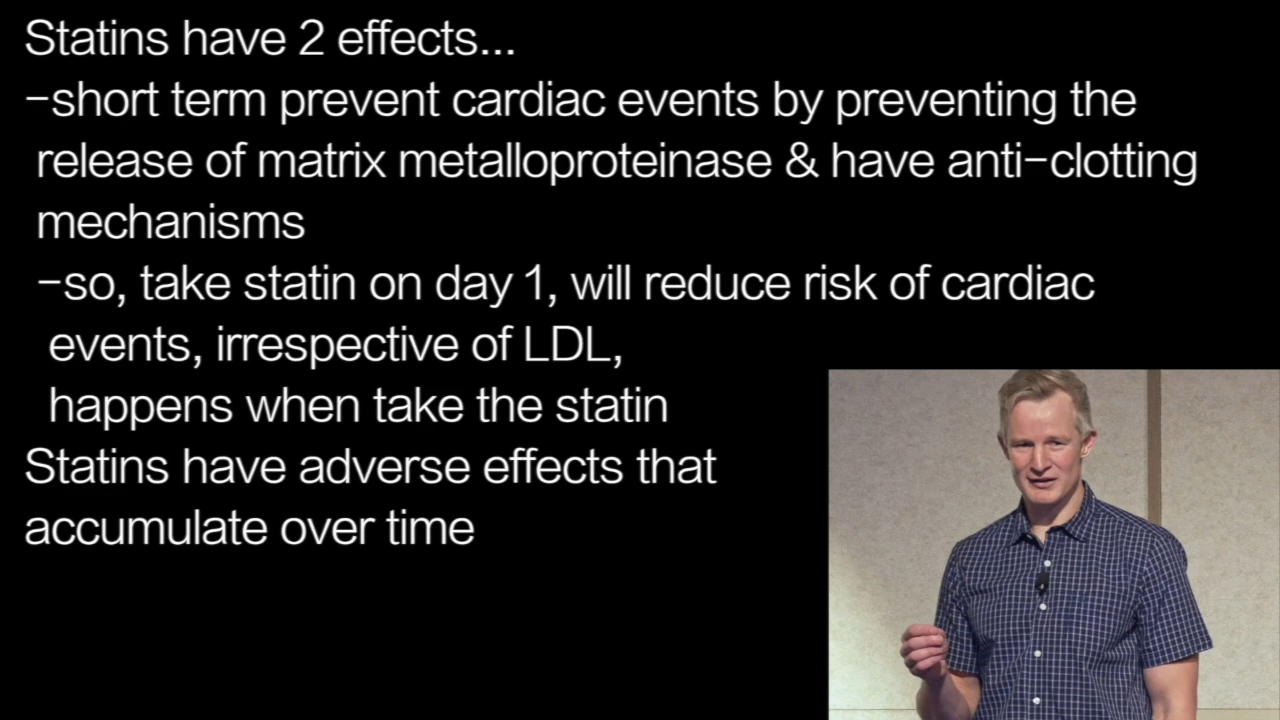 Statins have 2 effects...
-short term prevent cardiac events by preventing the
release of matrix metalloproteinase & have anti-clotting
mechanisms
-so, take statin on day 1, will reduce risk of cardiac
events, irrespective of LDL,
happens when take the statin
Statins have adverse effects that
accumulate over time